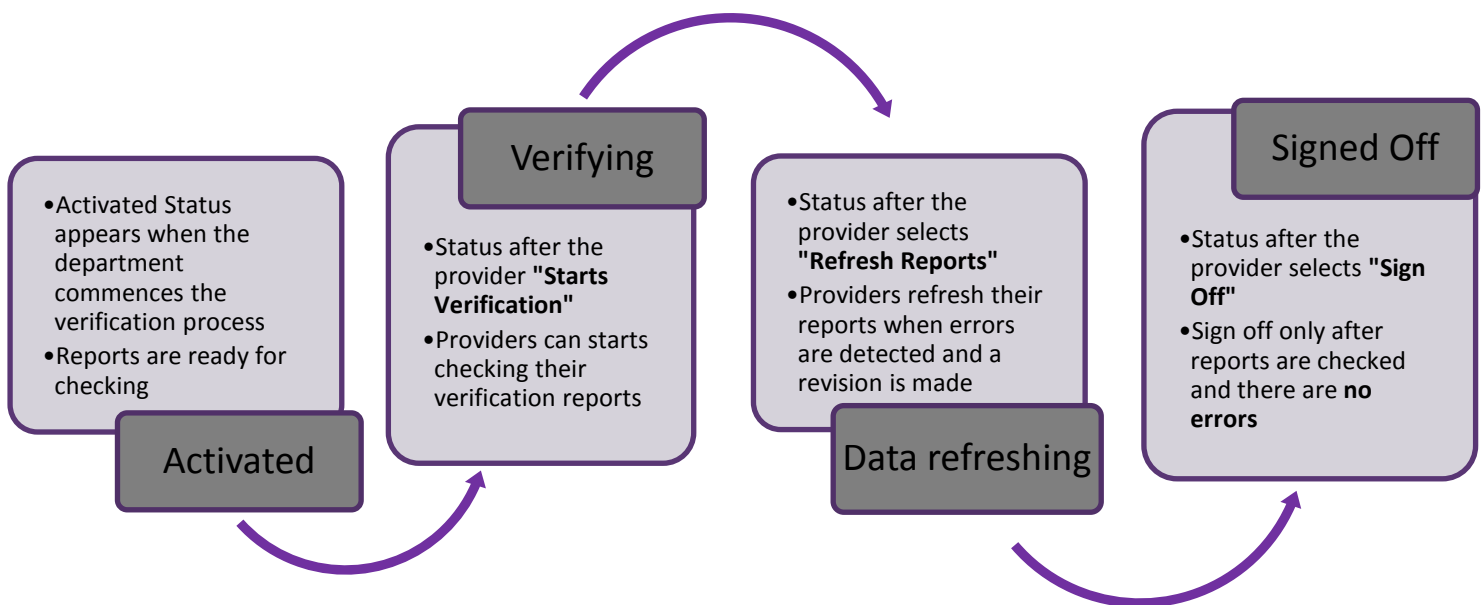 •Activated Status
appears when the
department
commences the
verification process
•Reports are ready for
checking
Activated
Verifying
•Status after the
provider "Starts
Verification"
•Providers can starts
checking their
verification reports
•Status after the
provider selects
"Refresh Reports"
•Providers refresh their
reports when errors
are detected and a
revision is made
Data refreshing
Signed Off
•Status after the
provider selects "Sign
Off"
•Sign off only after
reports are checked
and there are no
errors